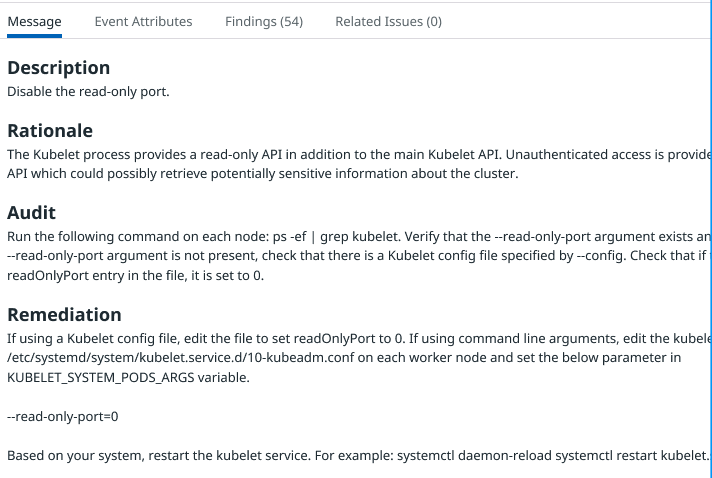 Message Event Attributes Findings (54) Related Issues (0)
Description
Disable the read-only port.
Rationale
The Kubelet process provides a read-only API in addition to the main Kubelet API. Unauthenticated access is provide
API which could possibly retrieve potentially sensitive information about the cluster.
Audit
Run the following command on each node: ps -ef | grep kubelet. Verify that the --read-only-port argument exists an
--read-only-port argument is not present, check that there is a Kubelet config file specified by --config. Check that if
readOnlyPort entry in the file, it is set to 0.
Remediation
If using a Kubelet config file, edit the file to set readOnlyPort to 0. If using command line arguments, edit the kubele
/etc/systemd/system/kubelet.service.d/10-kubeadm.conf on each worker node and set the below parameter in
KUBELET_SYSTEM_PODS_ARGS variable.
--read-only-port=0
Based on your system, restart the kubelet service. For example: systemctl daemon-reload systemctl restart kubelet.